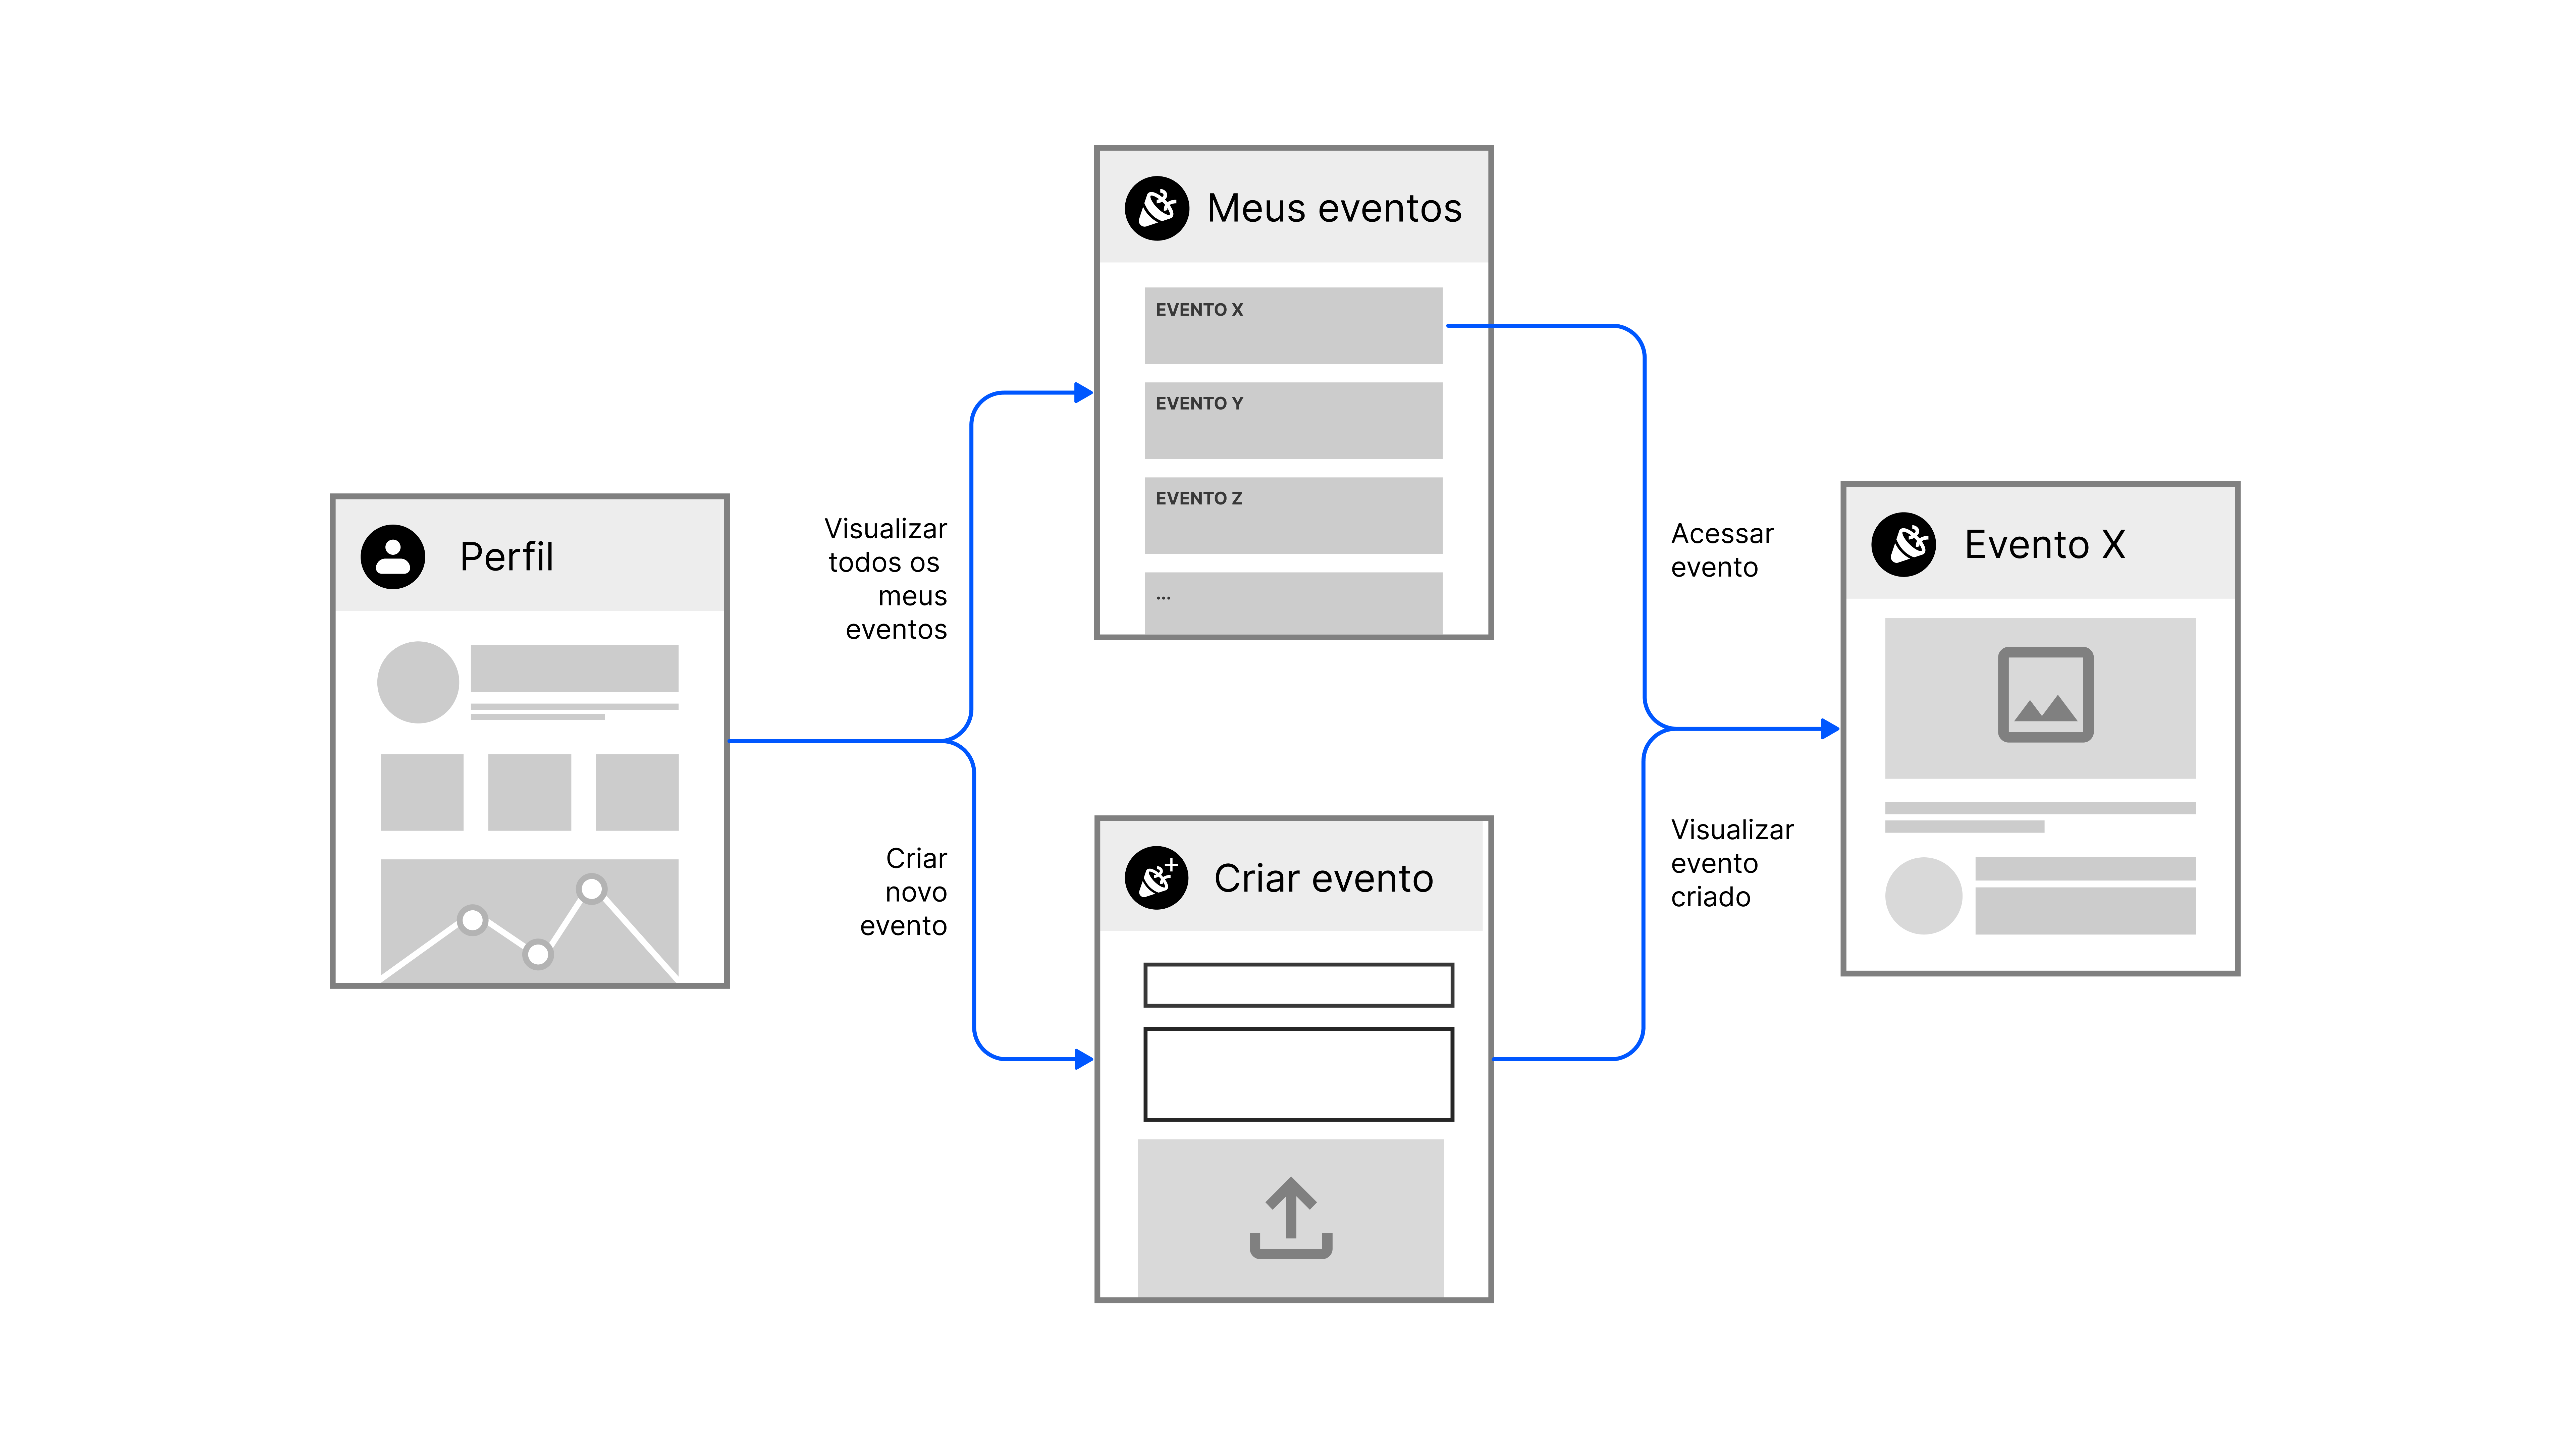 Perfil
Visualizar
todos os
meus
eventos
Criar
novo
evento
Meus eventos
EVENTO X
EVENTO Y
EVENTO Z
...
Criar evento
Acessar
evento
Visualizar
evento
criado
Evento X